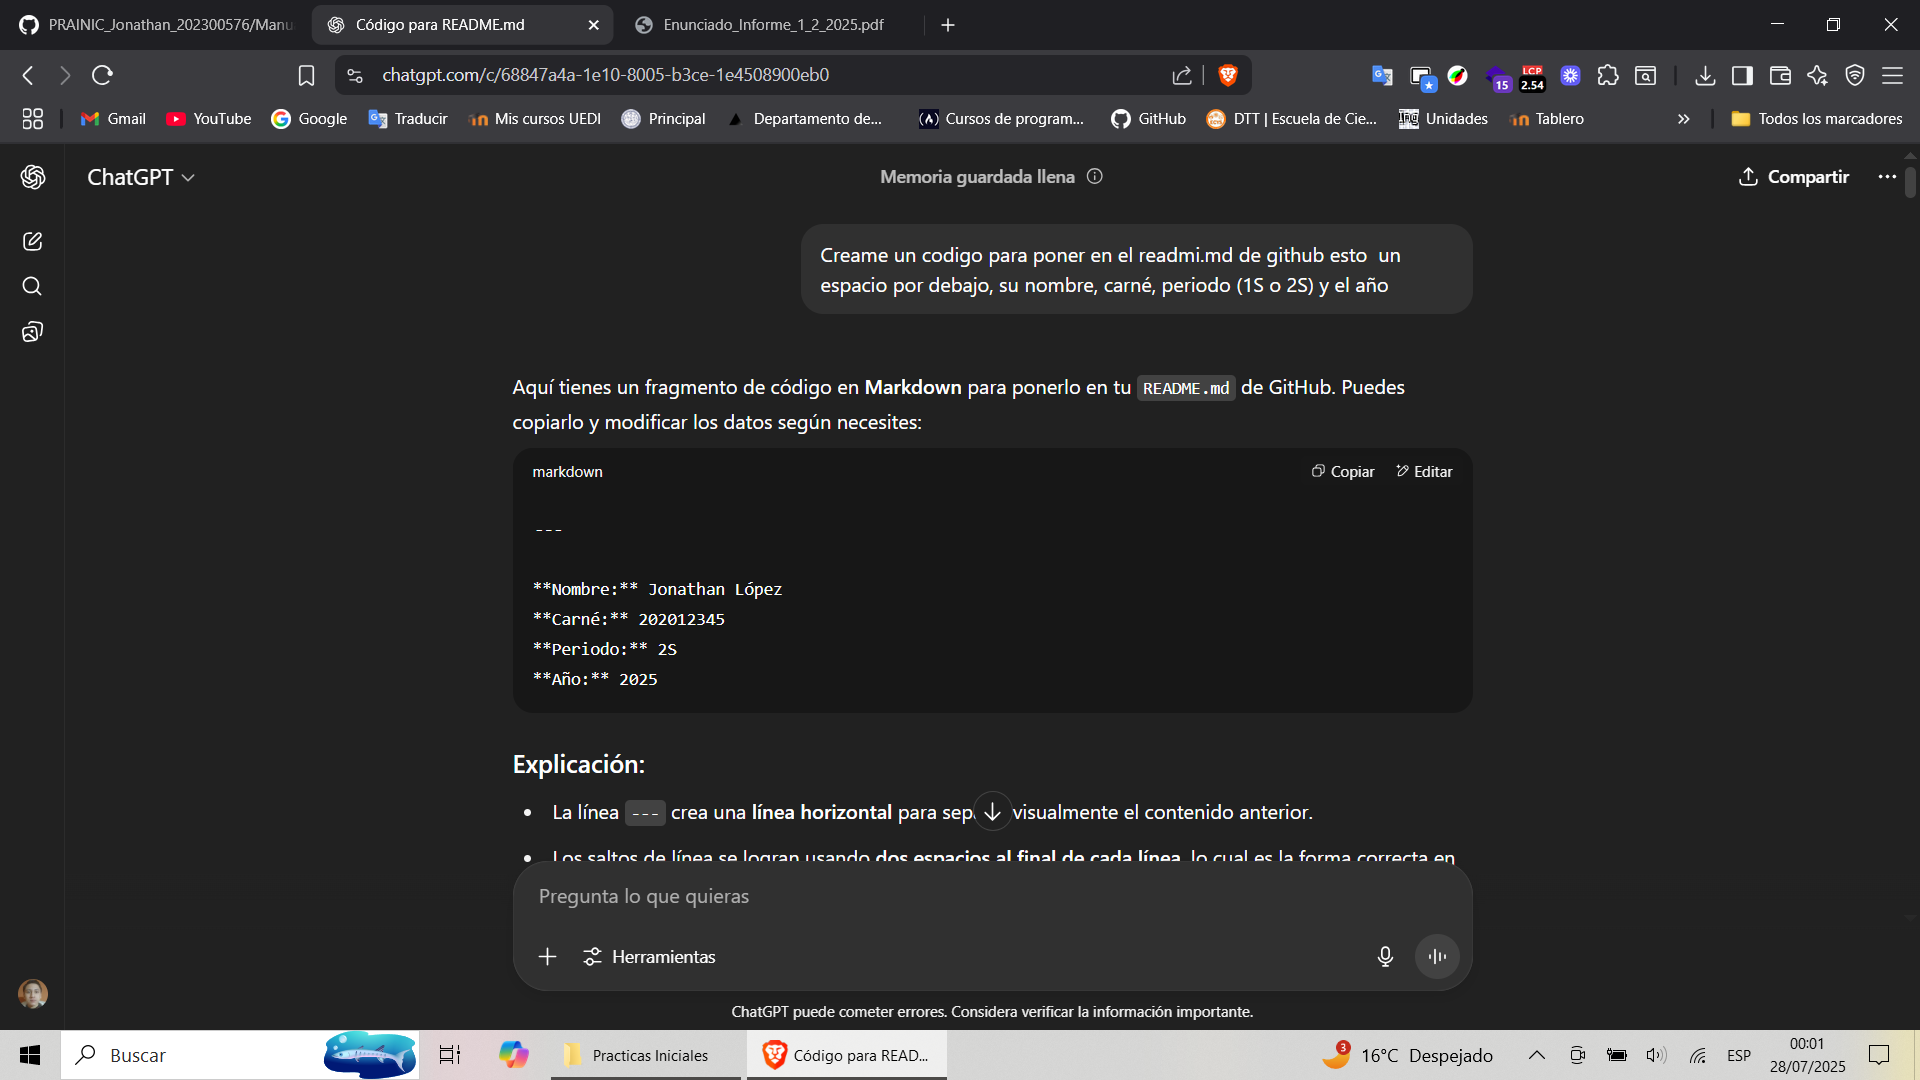 PRAINIC_Jonathan_202300576/Manu
Código para README.md
Enunciado_Informe_1_2_2025.pdf
chatgpt.com/c/68847a4a-1e10-8005-b3ce-1e4508900eb0
15
LCP
2.54
Gmail
YouTube
Google
Traducir
Mis cursos UEDI
Principal
Departamento de...
Cursos de program...
GitHub
DTT | Escuela de Cie...
Unidades
Tablero
Todos los marcadores
ChatGPT
Memoria guardada llena
Compartir
Creame un codigo para poner en el readmi.md de github esto un
espacio por debajo, su nombre, carné, periodo (1S o 2S) y el año
Aquí tienes un fragmento de código en Markdown para ponerlo en tu README.md de GitHub. Puedes
copiarlo y modificar los datos según necesites:
markdown
Copiar
Editar
---
**Nombre:** Jonathan López
**Carné:** 202012345
**Periodo:** 2S
**Año:** 2025
Explicación:
• La línea --- crea una línea horizontal para sep visualmente el contenido anterior.
• Los saltos de línea se logran usando dos espacios al final de cada línea, lo cual es la forma correcta en
Pregunta lo que quieras
Herramientas
ChatGPT puede cometer errores. Considera verificar la información importante.
Buscar
Practicas Iniciales
Código para READ...
3
16°C Despejado
ESP
00:01
28/07/2025